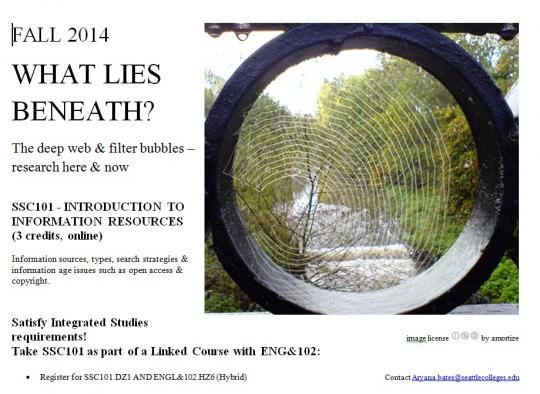 FALL 2014
WHAT LIES
BENEATH?
The deep web & filter bubbles –
research here & now
SSC101 - INTRODUCTION TO
INFORMATION RESOURCES
(3 credits, online)
Information sources, types, search strategies &
information age issues such as open access &
copyright.
Satisfy Integrated Studies
requirements!
Take SSC101 as part of a Linked Course with ENG&102:
• Register for SSC101.DZ1 AND ENGL&102.HZ6 (Hybrid)
image license by amortize
Contact Aryana.bates@seattlecolleges.edu